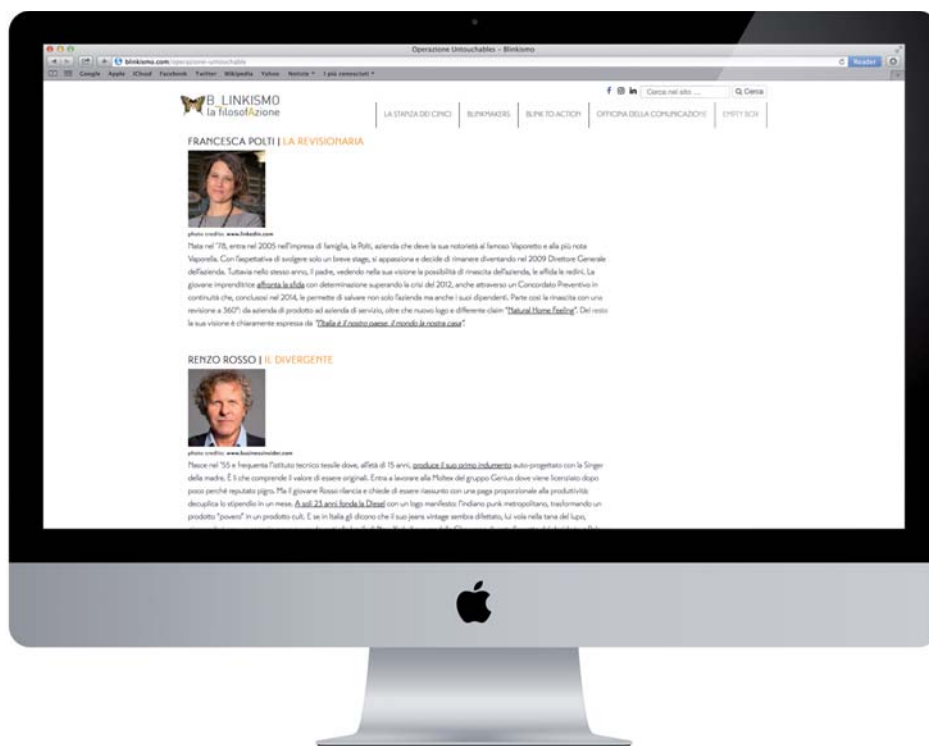 Operazione Untouchables – Blinkismo
blinkismo.com/operazione-untouchable
Reader
Google Apple iCloud Facebook Twitter Wikipedia Yahoo Notizie I più conosciuti
f in Cerca nel sito .... Cerca
B_LINKISMO
la filosofAzione
LA STANZA DEI CINICI BLINKMAKERS BLINK TO ACTION OFFICINA DELLA COMUNICAZIONE EMPTY BOX
FRANCESCA POLTI | LA REVISIONARIA
photo credits: www.linkedin.com
Nata nel '78, entra nel 2005 nell'impresa di famiglia, la Polti, azienda che deve la sua notorietà al famoso Vaporetto e alla più nota
Vaporella. Con l'aspettativa di svolgere solo un breve stage, si appassiona e decide di rimanere diventando nel 2009 Direttore Generale
dell'azienda. Tuttavia nello stesso anno, il padre, vedendo nella sua visione la possibilità di rinascita dell'azienda, le affida le redini. La
giovane imprenditrice affronta la sfida con determinazione superando la crisi del 2012, anche attraverso un Concordato Preventivo in
continuità che, conclusosi nel 2014, le permette di salvare non solo l'azienda ma anche i suoi dipendenti. Parte così la rinascita con una
revisione a 360°: da azienda di prodotto ad azienda di servizio, oltre che nuovo logo e differente claim "Natural Home Feeling". Del resto
la sua visione è chiaramente espressa da "l'Italia è il nostro paese, il mondo la nostra casa".
RENZO ROSSO | IL DIVERGENTE
photo credits: www.businessinsider.com
Nasce nel '55 e frequenta l'istituto tecnico tessile dove, all'età di 15 anni, produce il suo primo indumento auto-progettato con la Singer
della madre. È lì che comprende il valore di essere originali. Entra a lavorare alla Moltex del gruppo Genius dove viene licenziato dopo
poco perché reputato pigro. Ma il giovane Rosso rilancia e chiede di essere riassunto con una paga proporzionale alla produttività:
decuplica lo stipendio in un mese. A soli 23 anni fonda la Diesel con un logo manifesto: l'indiano punk metropolitano, trasformando un
prodotto "povero" in un prodotto cult. E se in Italia gli dicono che il suo jeans vintage sembra difettato, lui vola nella tana del lupo,